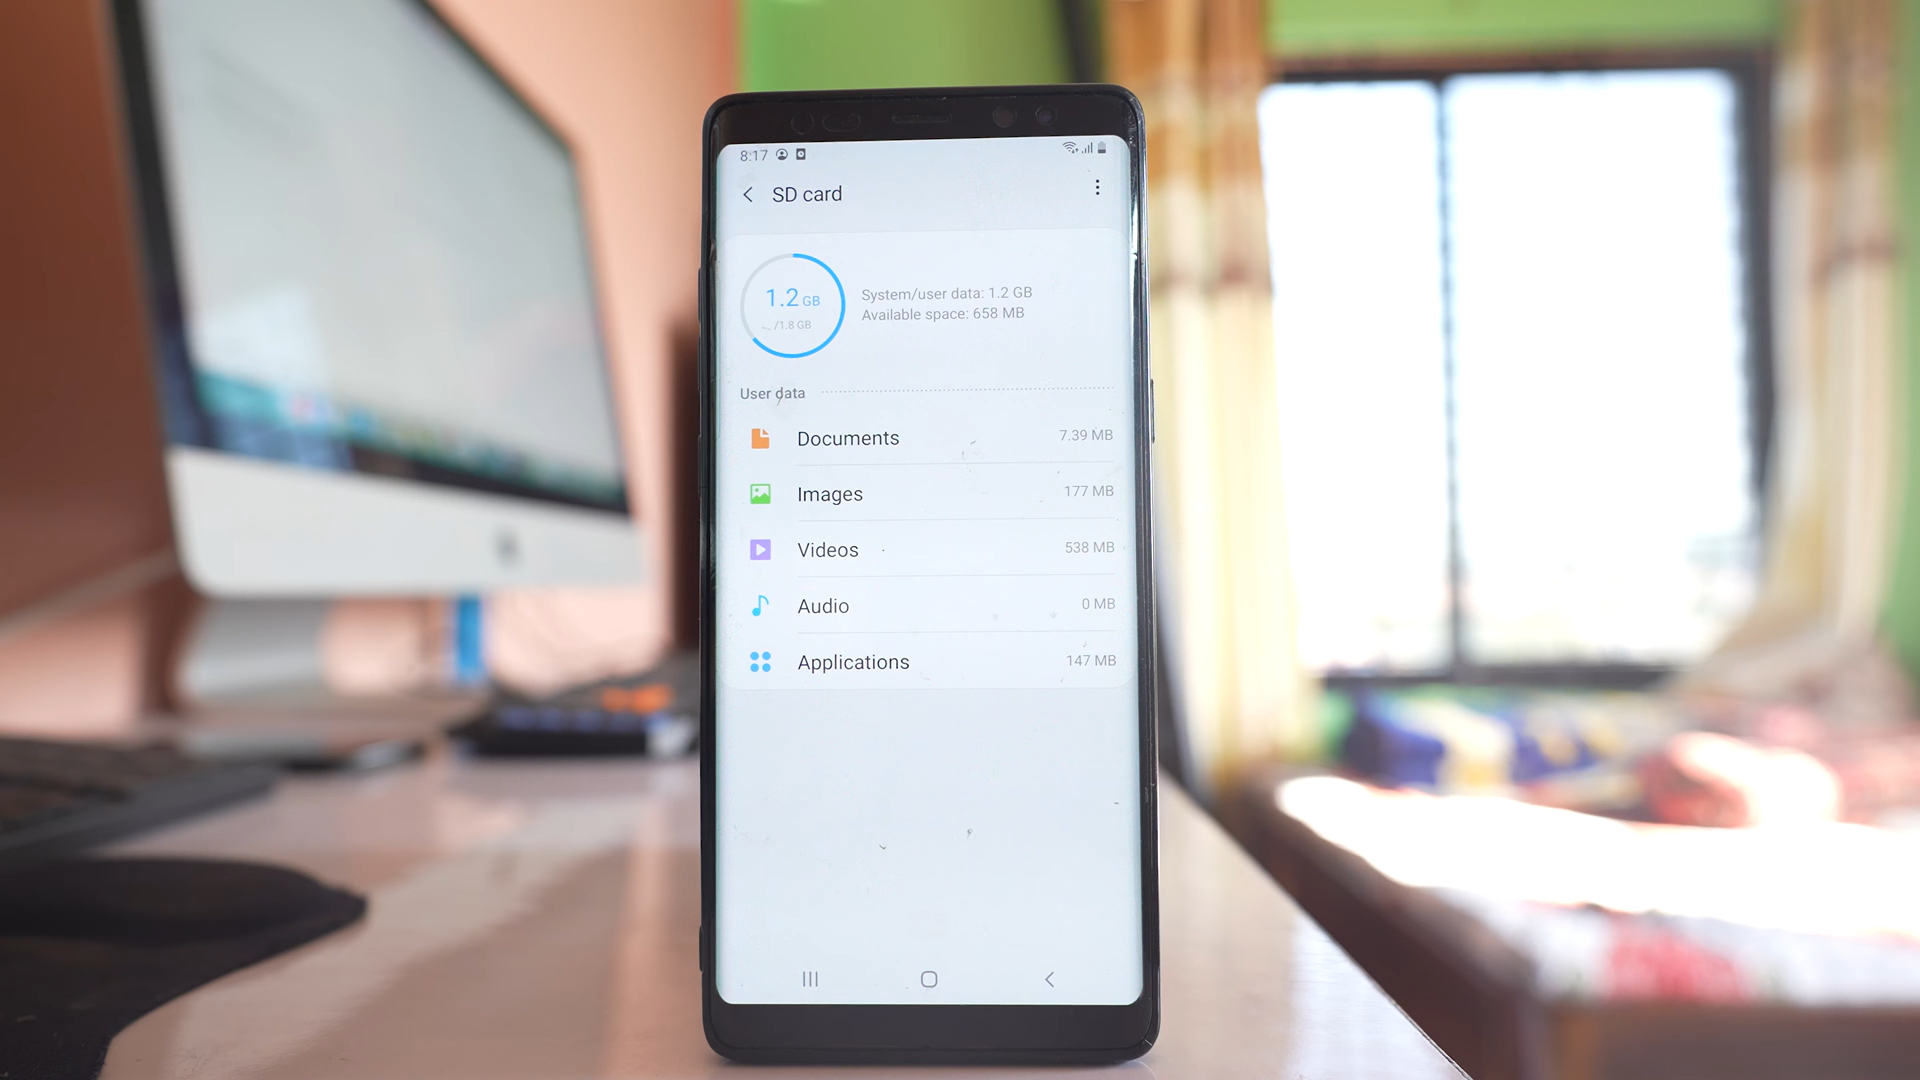 8:17
SD card
1.2 GB
/1.8 GB
System/user data: 1.2 GB
Available space: 658 MB
User data
Documents 7.39 MB
Images 177 MB
Videos 538 MB
Audio 0 MB
Applications 147 MB